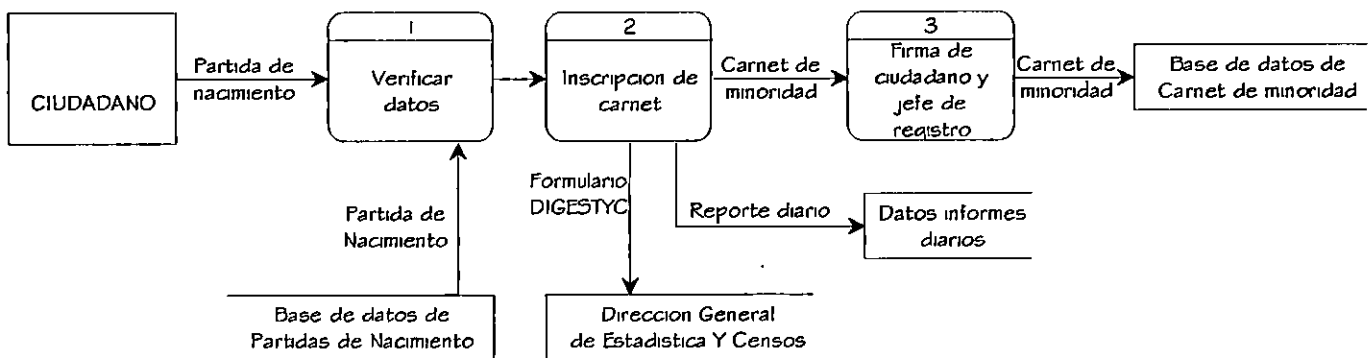 CIUDADANO
Partida de
nacimiento
1
Verificar
datos
2
Inscripcion de
carnet
Carnet de
minoridad
3
Firma de
ciudadano y
jefe de
registro
Carnet de
minoridad
Base de datos de
Carnet de minoridad
Partida de
Nacimiento
Formulario
DIGESTYC
Reporte diario
Datos informes
diarios
Base de datos de
Partidas de Nacimiento
Direccion General
de Estadistica Y Censos